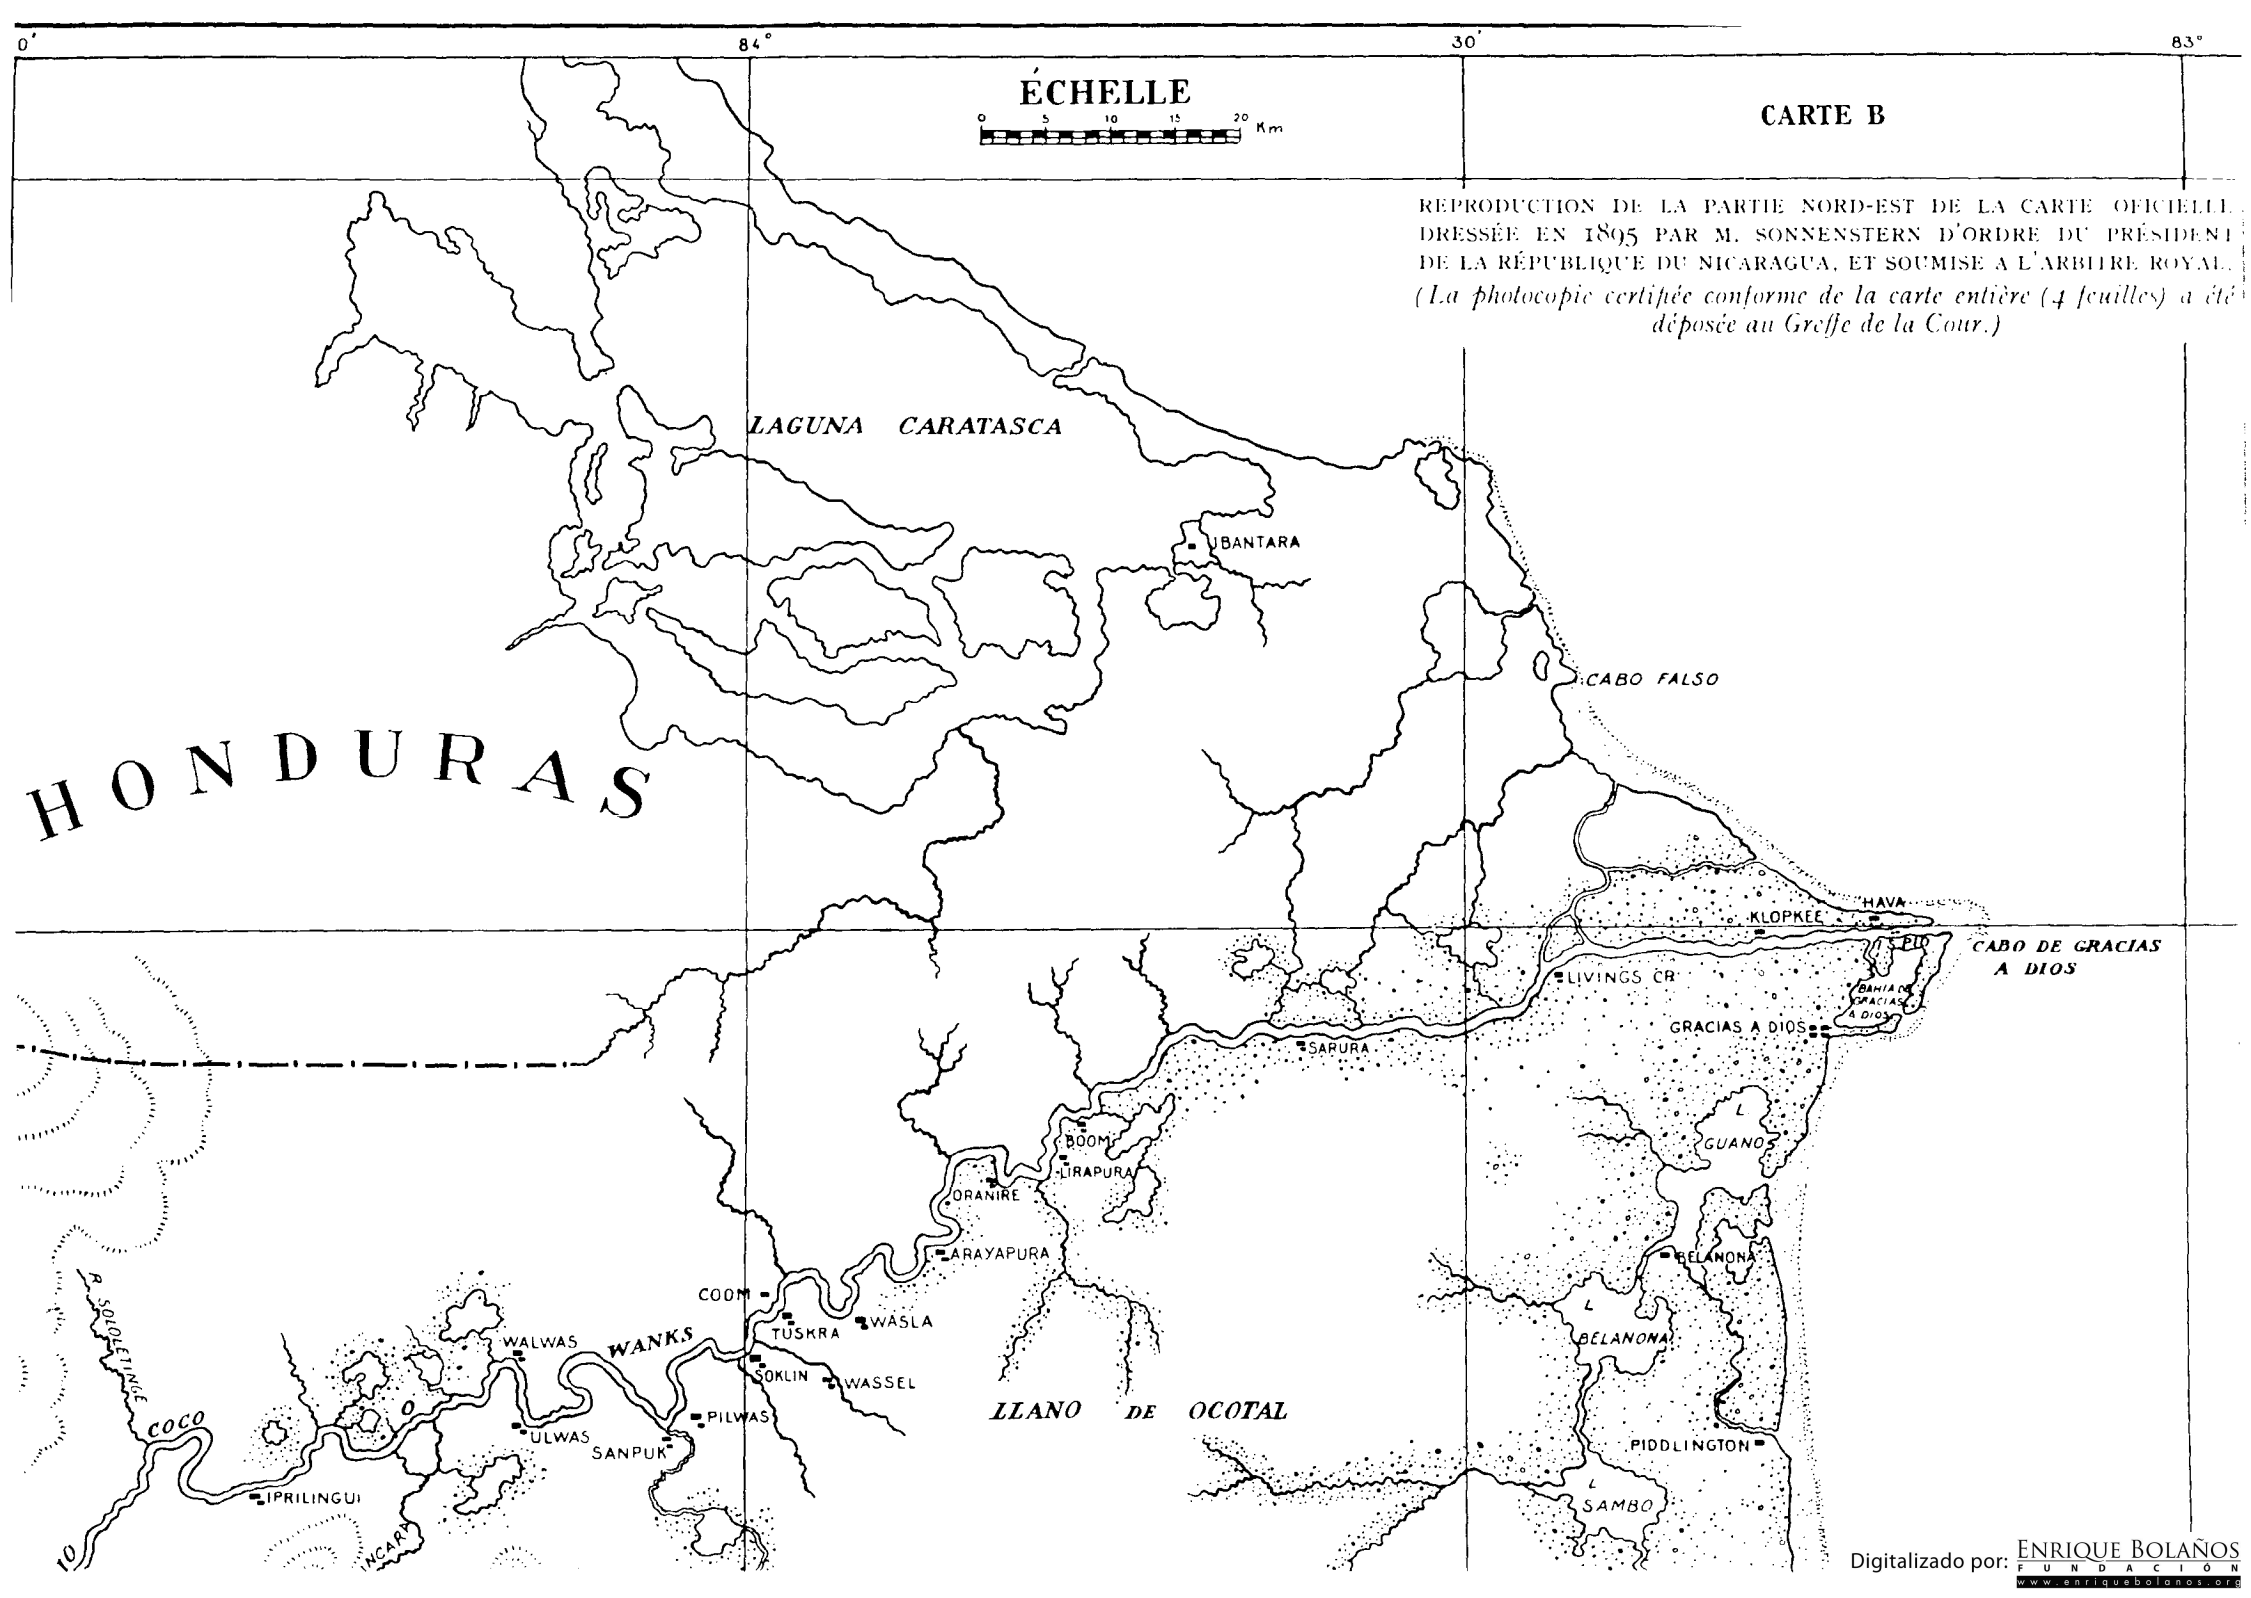 0'
84°
30'
83°
ÉCHELLE
0 5 10 15 20 Km
CARTE B
REPRODUCTION DE LA PARTIE NORD-EST DE LA CARTE OFICIELLE
DRESSÉE EN 1895 PAR M. SONNENSTERN D'ORDRE DU PRÉSIDENT
DE LA RÉPUBLIQUE DU NICARAGUA, ET SOUMISE A L'ARBITRE ROYAL.
(La photocopie certifiée conforme de la carte entière (4 feuilles) a été
déposée au Greffe de la Cour.)
LAGUNA CARATASCA
UBANTARA
CABO FALSO
HONDURAS
HAVA
KLOPKEE
CABO DE GRACIAS
A DIOS
LIVINGS CR
BAHIA DE
GRACIAS
A DIOS
GRACIAS A DIOS
SARURA
L
GUANO
BOOM
LIRAPURA
ORANIRE
ARAYAPURA
BELANONA
R. SOLOLETINGE
COOM
TUSKRA
WASLA
L
BELANONA
WALWAS
WANKS
SOKLIN
WASSEL
COCO
O
PILWAS
LLANO DE OCOTAL
ULWAS
SANPUK
PIDDLINGTON
IPRILINGUI
L
SAMBO
NCARA
IO
Digitalizado por:
ENRIQUE BOLAÑOS
FUNDACIÓN
www.enriquebolanos.org